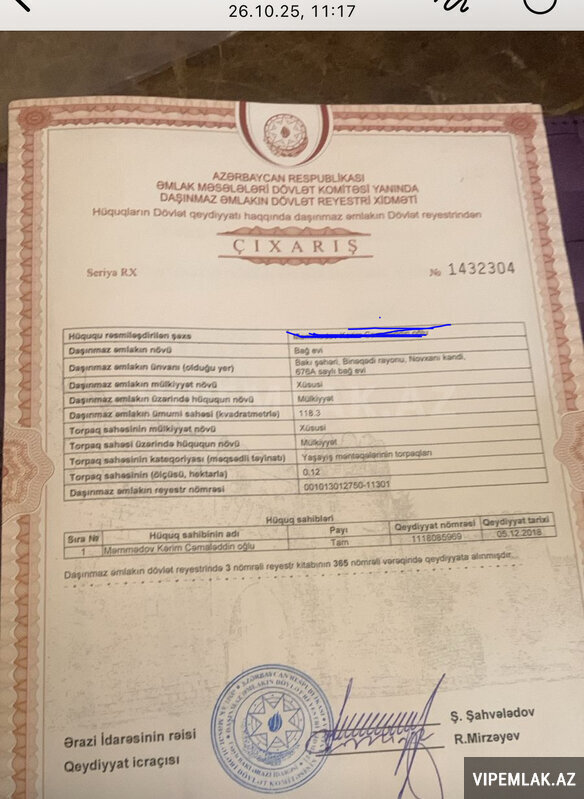 26.10.25, 11:17
AZƏRBAYCAN RESPUBLİKASI
ƏMLAK MƏSƏLƏLƏRİ DÖVLƏT KOMİTƏSİ YANINDA
DAŞINMAZ ƏMLAKIN DÖVLƏT REYESTRİ XİDMƏTİ
Hüquqların Dövlət qeydiyyatı haqqında daşınmaz əmlakın Dövlət reyestrindən
ÇIXARIŞ
Seriya RX № 1432304
Hüququ rəsmiləşdirilən şəxs
Daşınmaz əmlakın növü Bağ evi
Daşınmaz əmlakın ünvanı (olduğu yer) Bakı şəhəri, Binəqədi rayonu, Novxanı kəndi,
676A saylı bağ evi
Daşınmaz əmlakın mülkiyyət növü Xüsusi
Daşınmaz əmlakın üzərində hüququn növü Mülkiyyət
Daşınmaz əmlakın ümumi sahəsi (kvadratmetrlə) 118.3
Torpaq sahəsinin mülkiyyət növü Xüsusi
Torpaq sahəsi üzərində hüququn növü Mülkiyyət
Torpaq sahəsinin kateqoriyası (məqsədli təyinatı) Yaşayış məntəqələrinin torpaqları
Torpaq sahəsinin (ölçüsü, hektarla) 0.12
Daşınmaz əmlakın reyestr nömrəsi 001013012750-11301
Hüquq sahibləri
Sıra № Hüquq sahibinin adı Payı Qeydiyyat nömrəsi Qeydiyyat tarixi
1 Məmmədov Kərim Cəmaləddin oğlu Tam 1118085969 05.12.2018
Daşınmaz əmlakın dövlət reyestrində 3 nömrəli reyestr kitabının 365 nömrəli vərəqində qeydiyyata alınmışdır.
Ərazi İdarəsinin rəisi Ş. Şahvələdov
Qeydiyyat icraçısı R.Mirzəyev
VIPEMLAK.AZ